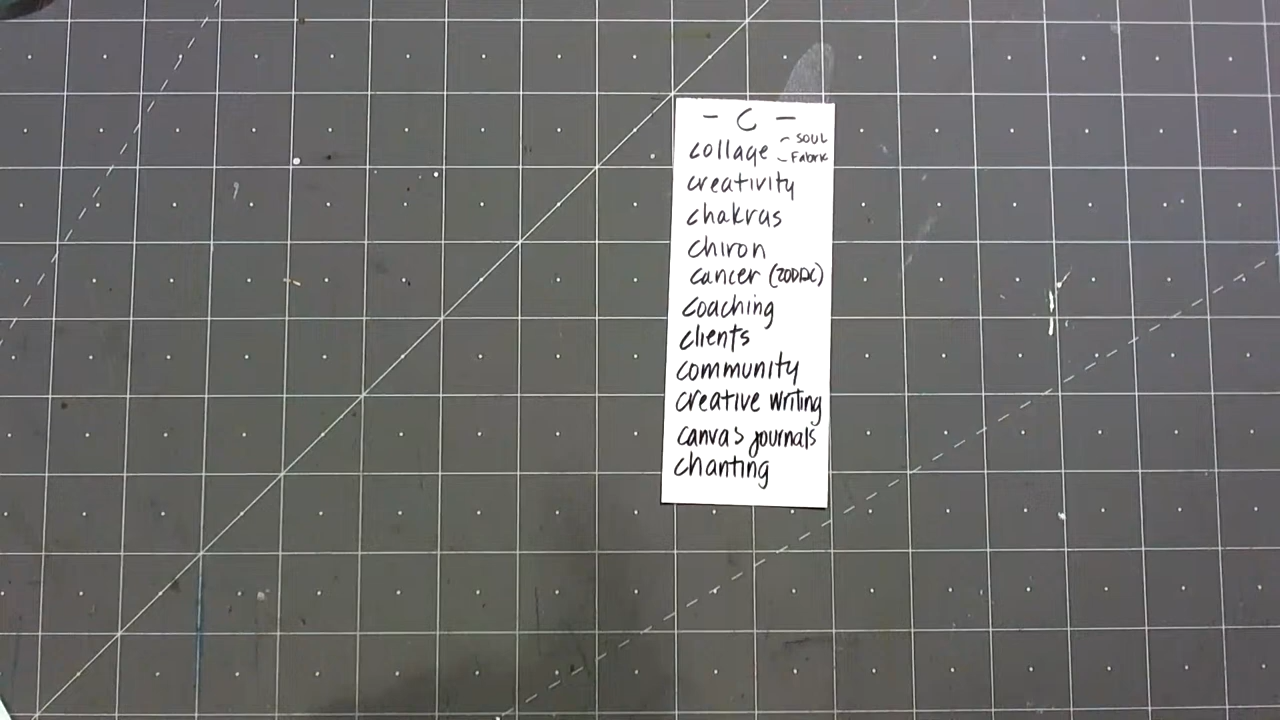 - C -
collage - SOUL
- Fabric
creativity
chakras
chiron
cancer (ZODIAC)
coaching
clients
community
creative writing
canvas journals
chanting